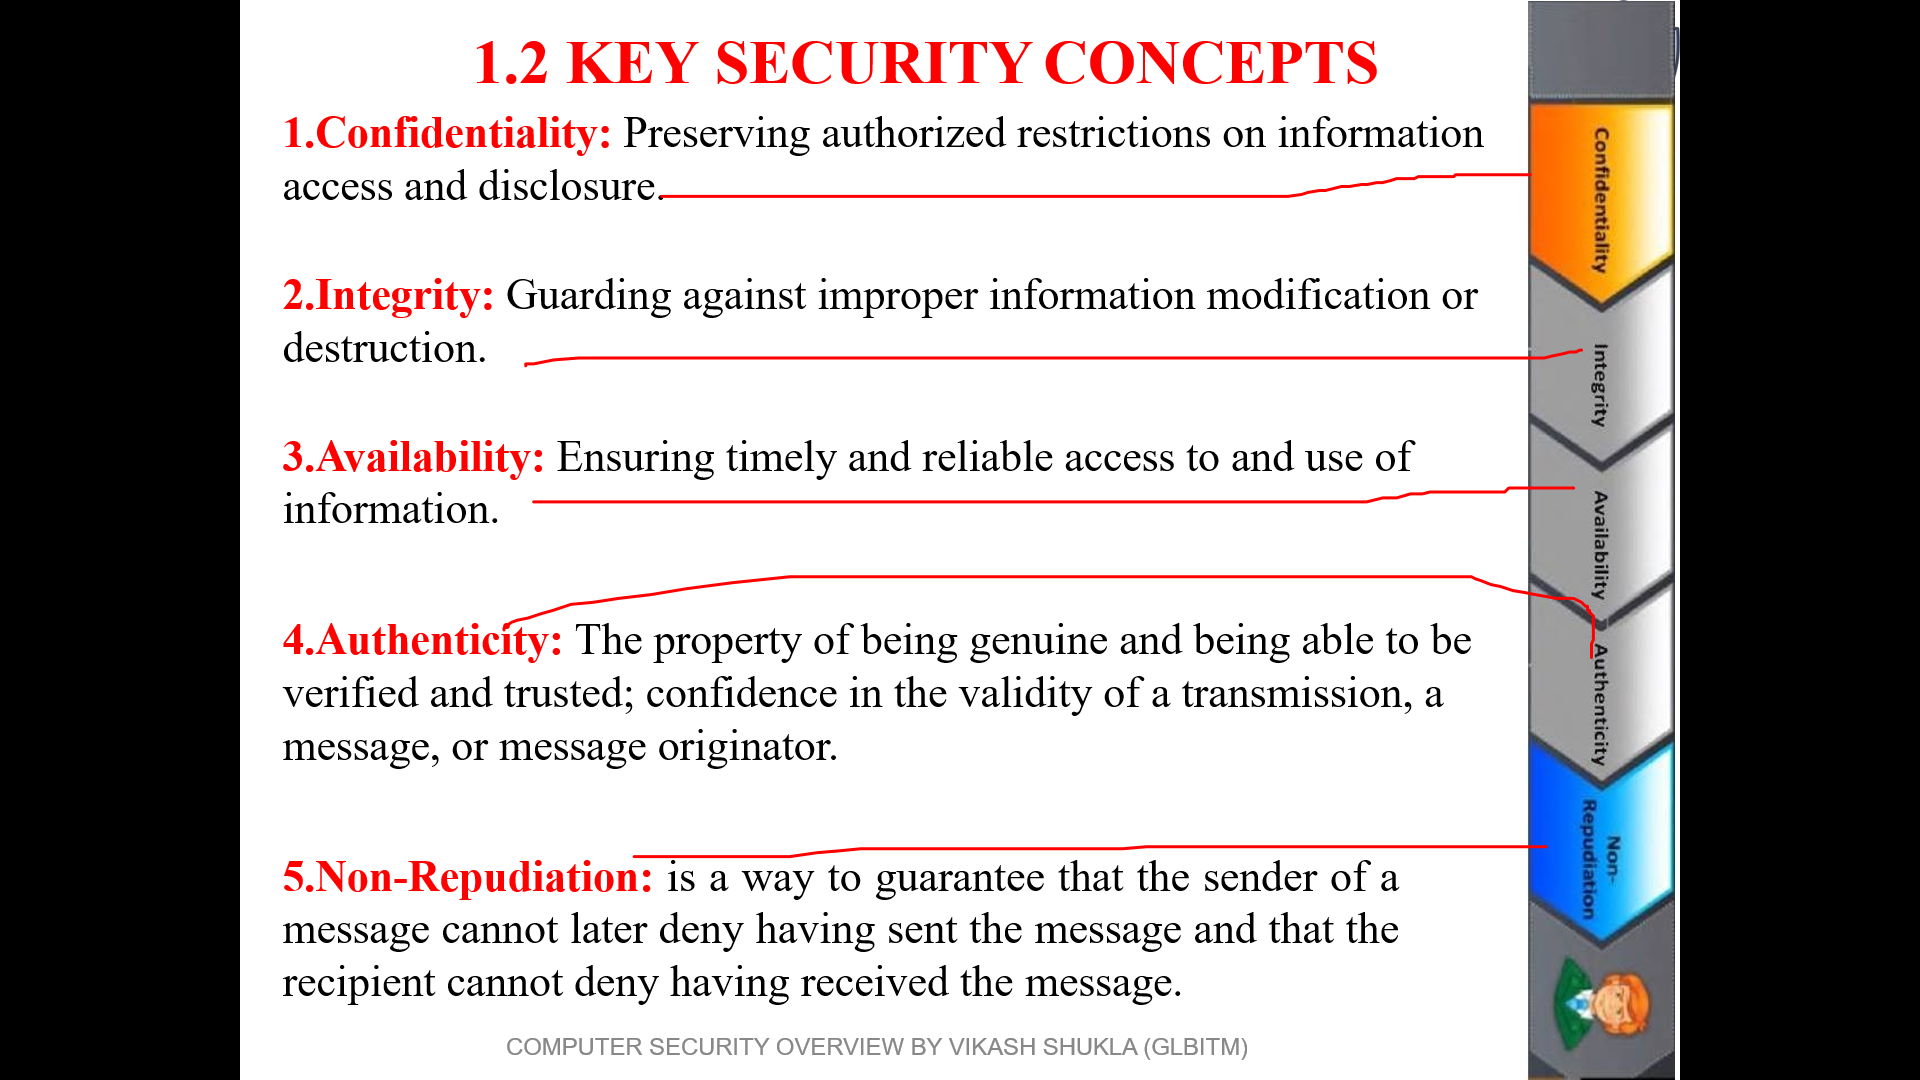 1.2 KEY SECURITY CONCEPTS
1.Confidentiality: Preserving authorized restrictions on information
access and disclosure.
2.Integrity: Guarding against improper information modification or
destruction.
3.Availability: Ensuring timely and reliable access to and use of
information.
4.Authenticity: The property of being genuine and being able to be
verified and trusted; confidence in the validity of a transmission, a
message, or message originator.
5.Non-Repudiation: is a way to guarantee that the sender of a
message cannot later deny having sent the message and that the
recipient cannot deny having received the message.
COMPUTER SECURITY OVERVIEW BY VIKASH SHUKLA (GLBITM)
Confidentiality
Integrity
Availability
Authenticity
Non-
Repudiation